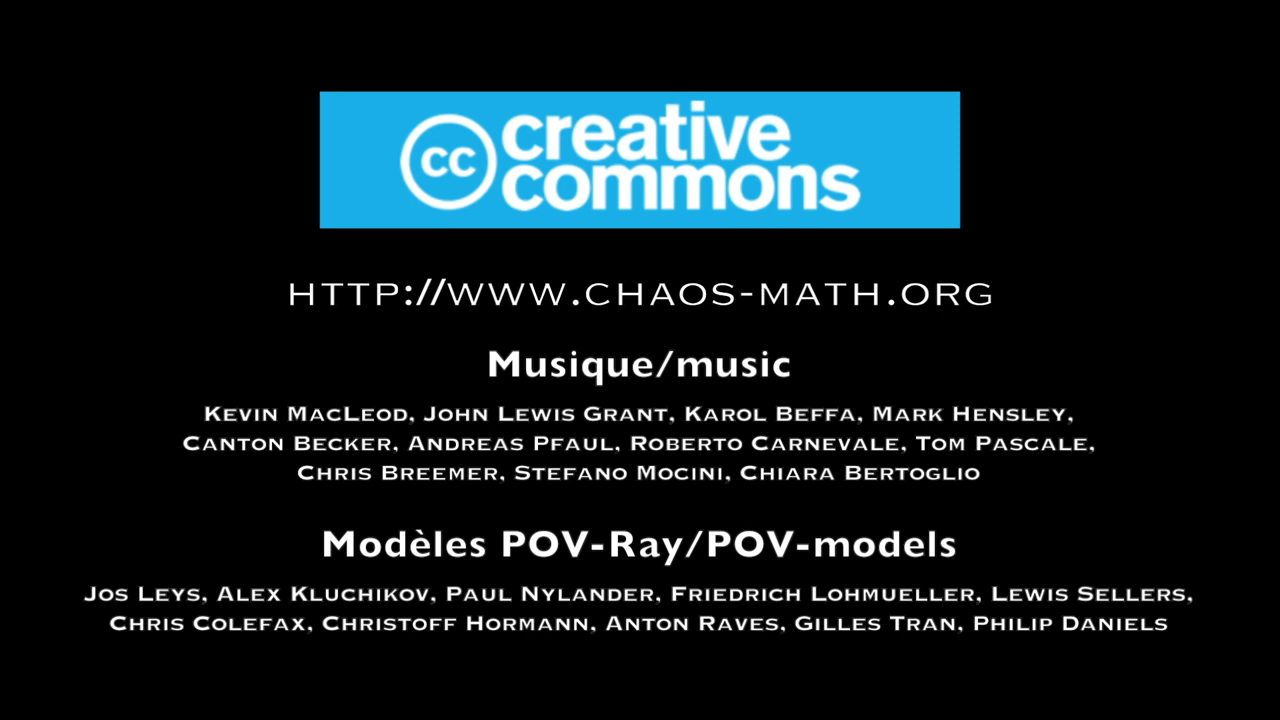 cc creative
commons
HTTP://WWW.CHAOS-MATH.ORG
Musique/music
Kevin MacLeod, John Lewis Grant, Karol Beffa, Mark Hensley,
Canton Becker, Andreas Pfaul, Roberto Carnevale, Tom Pascale,
Chris Breemer, Stefano Mocini, Chiara Bertoglio
Modèles POV-Ray/POV-models
Jos Leys, Alex Kluchikov, Paul Nylander, Friedrich Lohmueller, Lewis Sellers,
Chris Colefax, Christoff Hormann, Anton Raves, Gilles Tran, Philip Daniels